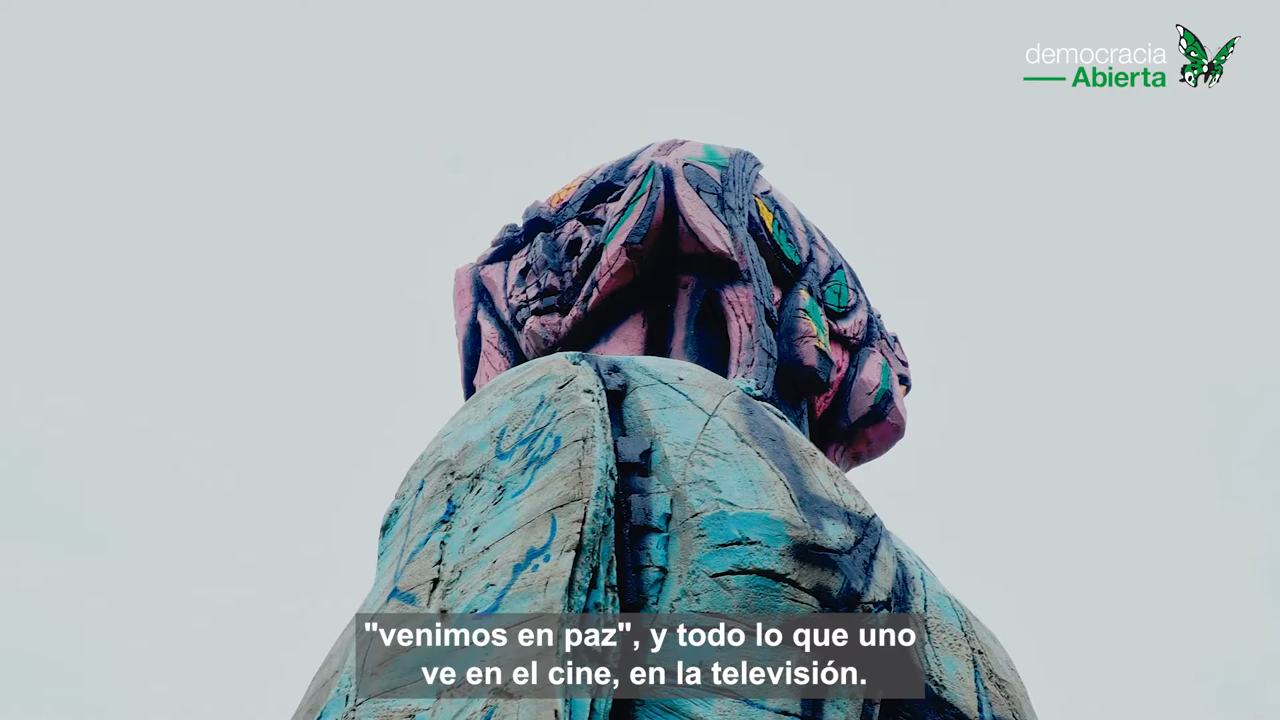 democracia
Abierta
"venimos en paz", y todo lo que uno
ve en el cine, en la televisión.